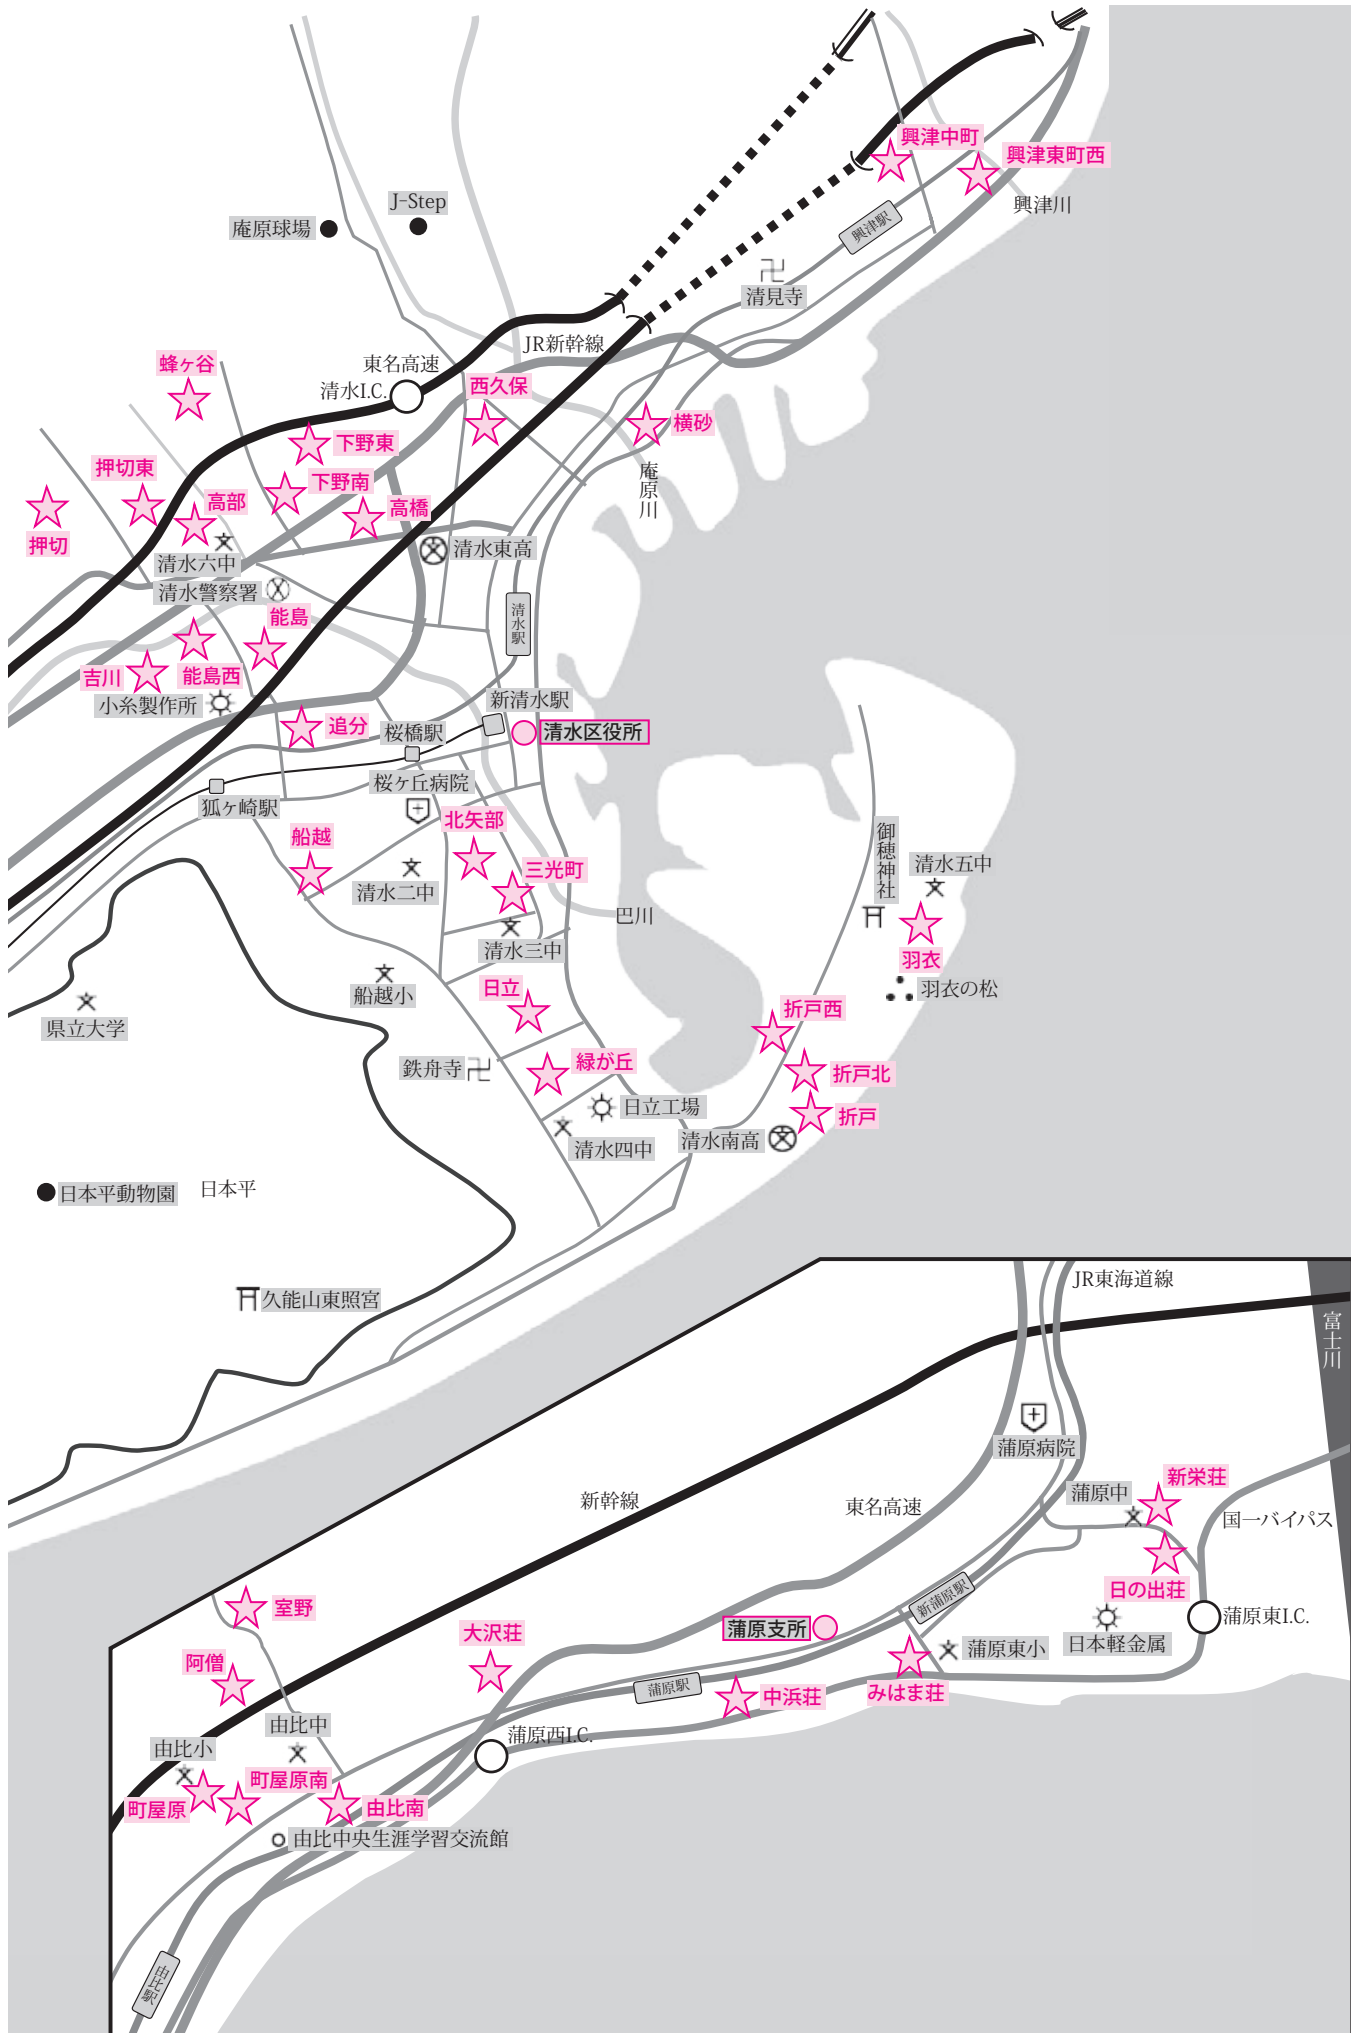 興津中町
興津東町西
J-Step
庵原球場
興津川
興津駅
清見寺
JR新幹線
東名高速
清水I.C.
蜂ヶ谷
西久保
横砂
下野東
押切東
下野南
高部
高橋
庵原川
押切
清水東高
清水六中
清水警察署
能島
清水駅
吉川
能島西
小糸製作所
新清水駅
追分
桜橋駅
清水区役所
桜ケ丘病院
狐ヶ崎駅
北矢部
船越
御穂神社
清水五中
三光町
清水二中
巴川
清水三中
羽衣
日立
船越小
羽衣の松
折戸西
県立大学
鉄舟寺
緑が丘
折戸北
日立工場
折戸
清水南高
清水四中
日本平動物園
日本平
久能山東照宮
JR東海道線
富士川
蒲原病院
新栄荘
蒲原中
新幹線
東名高速
国一バイパス
日の出荘
新蒲原駅
室野
大沢荘
蒲原支所
蒲原東I.C.
日本軽金属
蒲原東小
阿僧
蒲原駅
中浜荘
みはま荘
由比中
蒲原西I.C.
由比小
町屋原南
町屋原
由比南
由比中央生涯学習交流館
由比駅